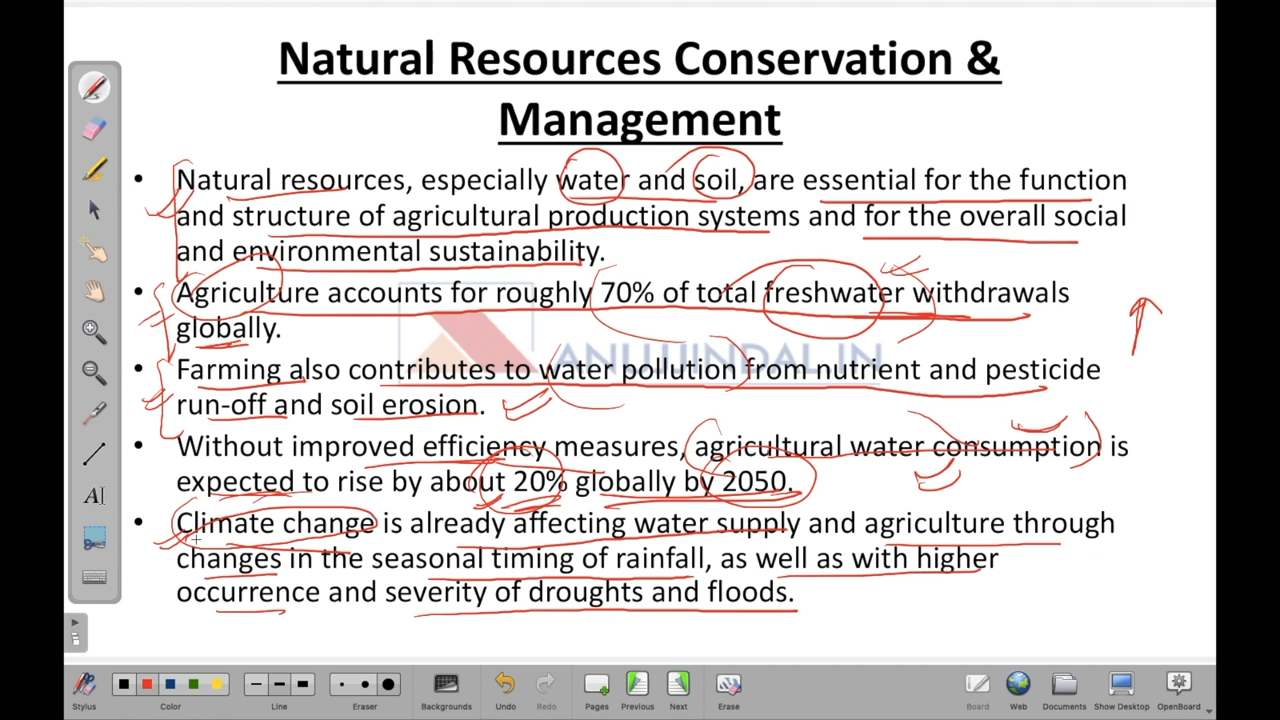 Natural Resources Conservation &
Management
• Natural resources, especially water and soil, are essential for the function
and structure of agricultural production systems and for the overall social
and environmental sustainability.
• Agriculture accounts for roughly 70% of total freshwater withdrawals
globally.
ANUJJINDAL.IN
• Farming also contributes to water pollution from nutrient and pesticide
run-off and soil erosion.
• Without improved efficiency measures, agricultural water consumption is
expected to rise by about 20% globally by 2050.
• Climate change is already affecting water supply and agriculture through
changes in the seasonal timing of rainfall, as well as with higher
occurrence and severity of droughts and floods.
Stylus Color Line Eraser Backgrounds Undo Redo Pages Previous Next Erase Board Web Documents Show Desktop OpenBoard